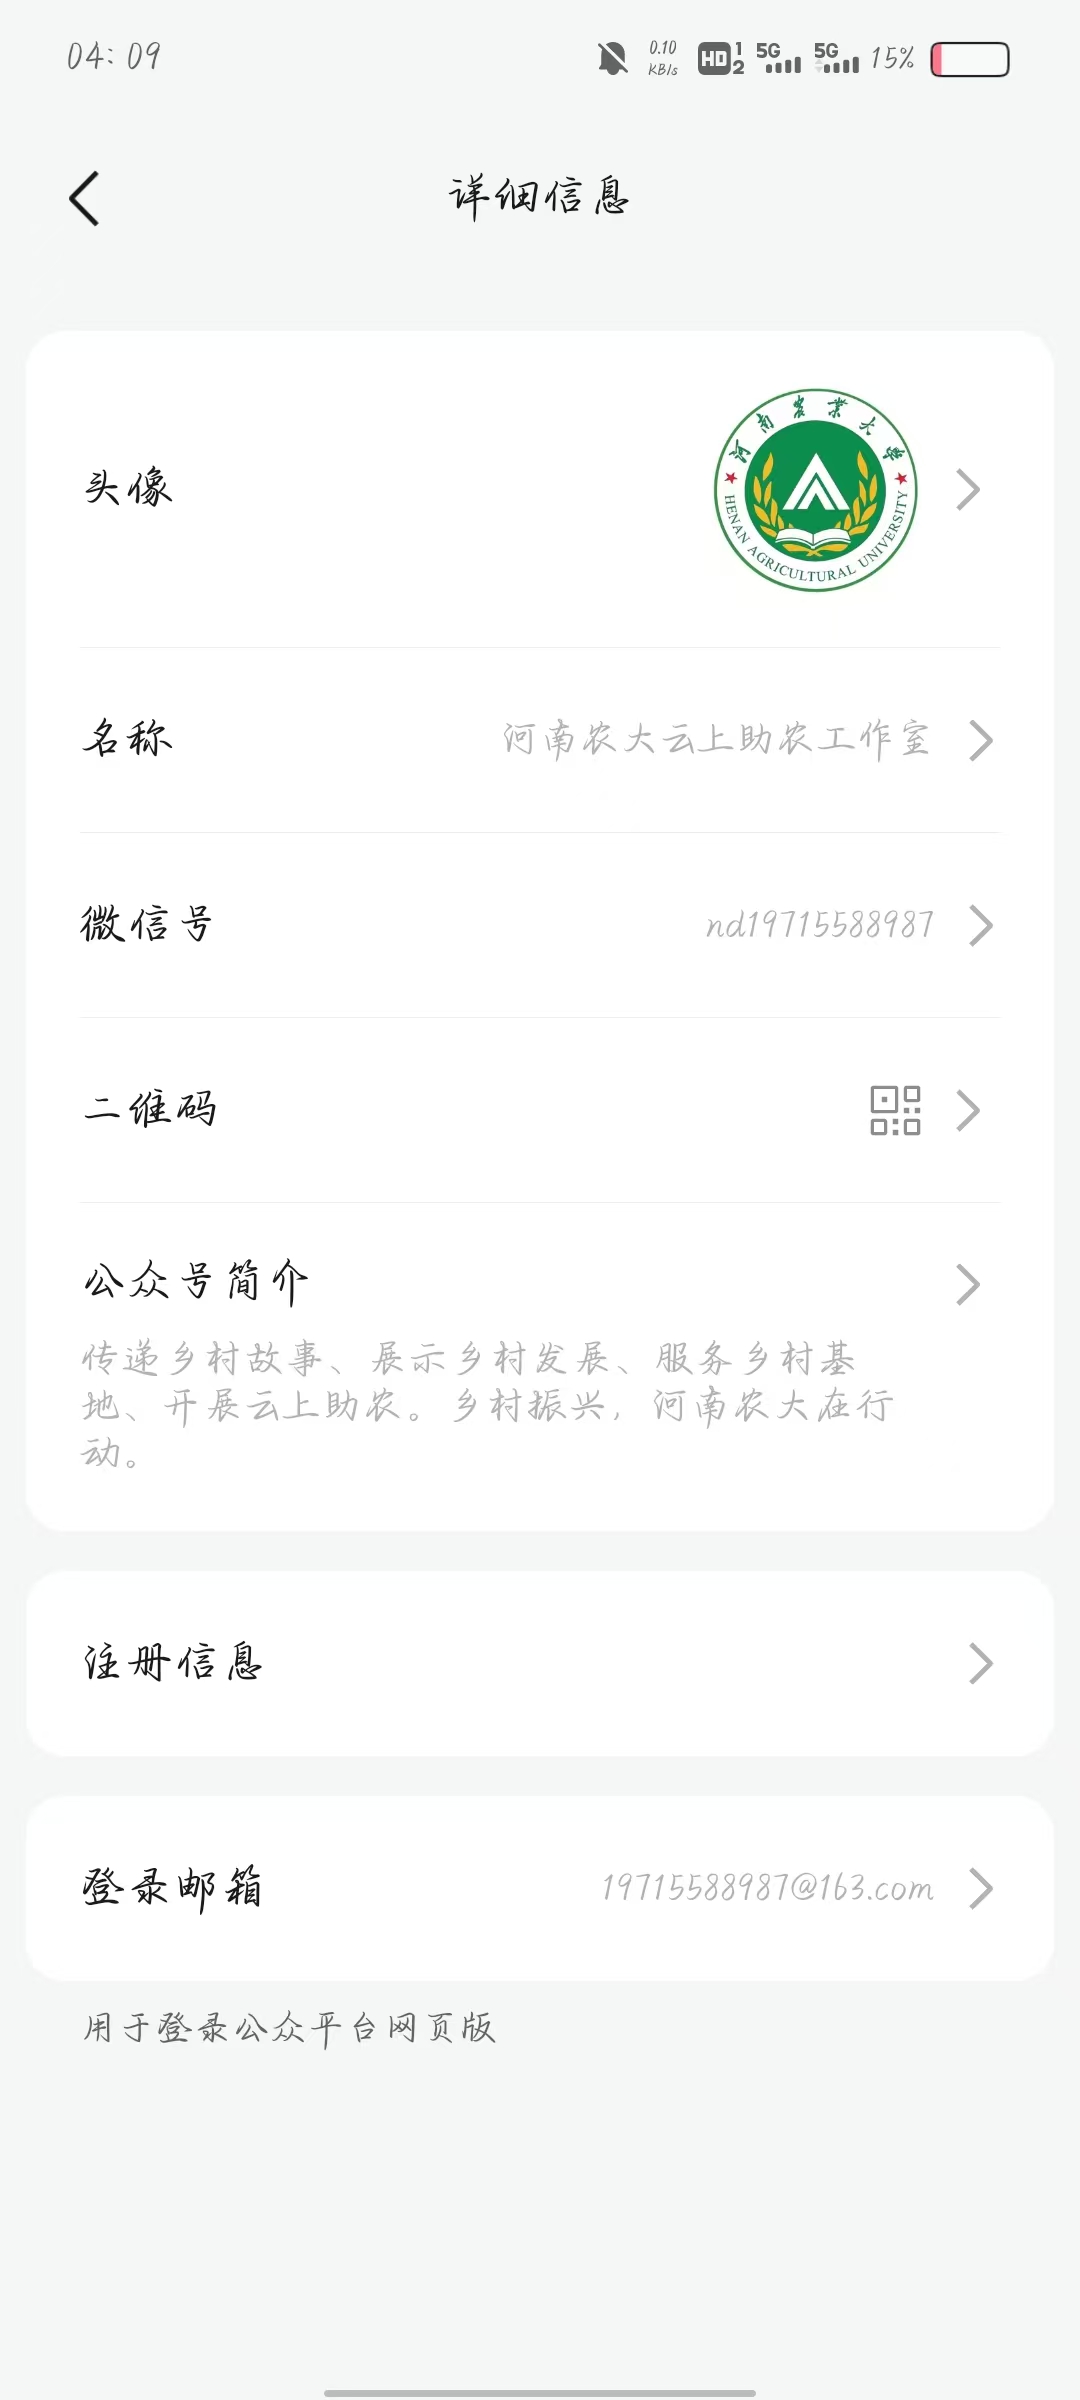 04:09
0.10
KB/s
HD 1 2
5G
5G
15%
详细信息
头像
河南农业大学
HENAN AGRICULTURAL UNIVERSITY
名称
河南农大云上助农工作室
微信号
nd19715588987
二维码
公众号简介
传递乡村故事、展示乡村发展、服务乡村基
地、开展云上助农。乡村振兴，河南农大在行
动。
注册信息
登录邮箱
19715588987@163.com
用于登录公众平台网页版